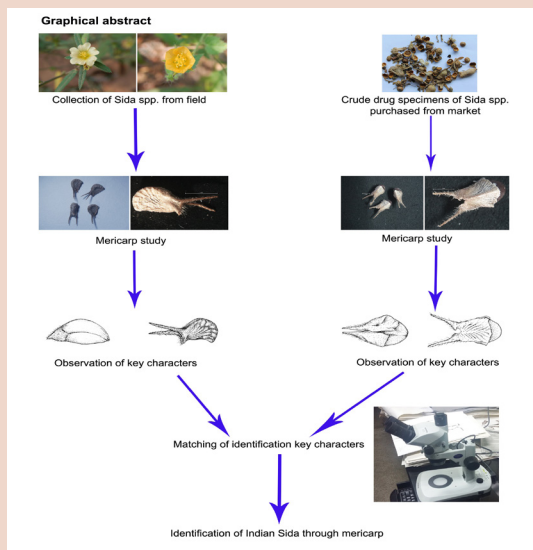 Graphical abstract
Collection of Sida spp. from field
Crude drug specimens of Sida spp.
purchased from market
Mericarp study
Mericarp study
Observation of key characters
Observation of key characters
Matching of identification key characters
Identification of Indian Sida through mericarp